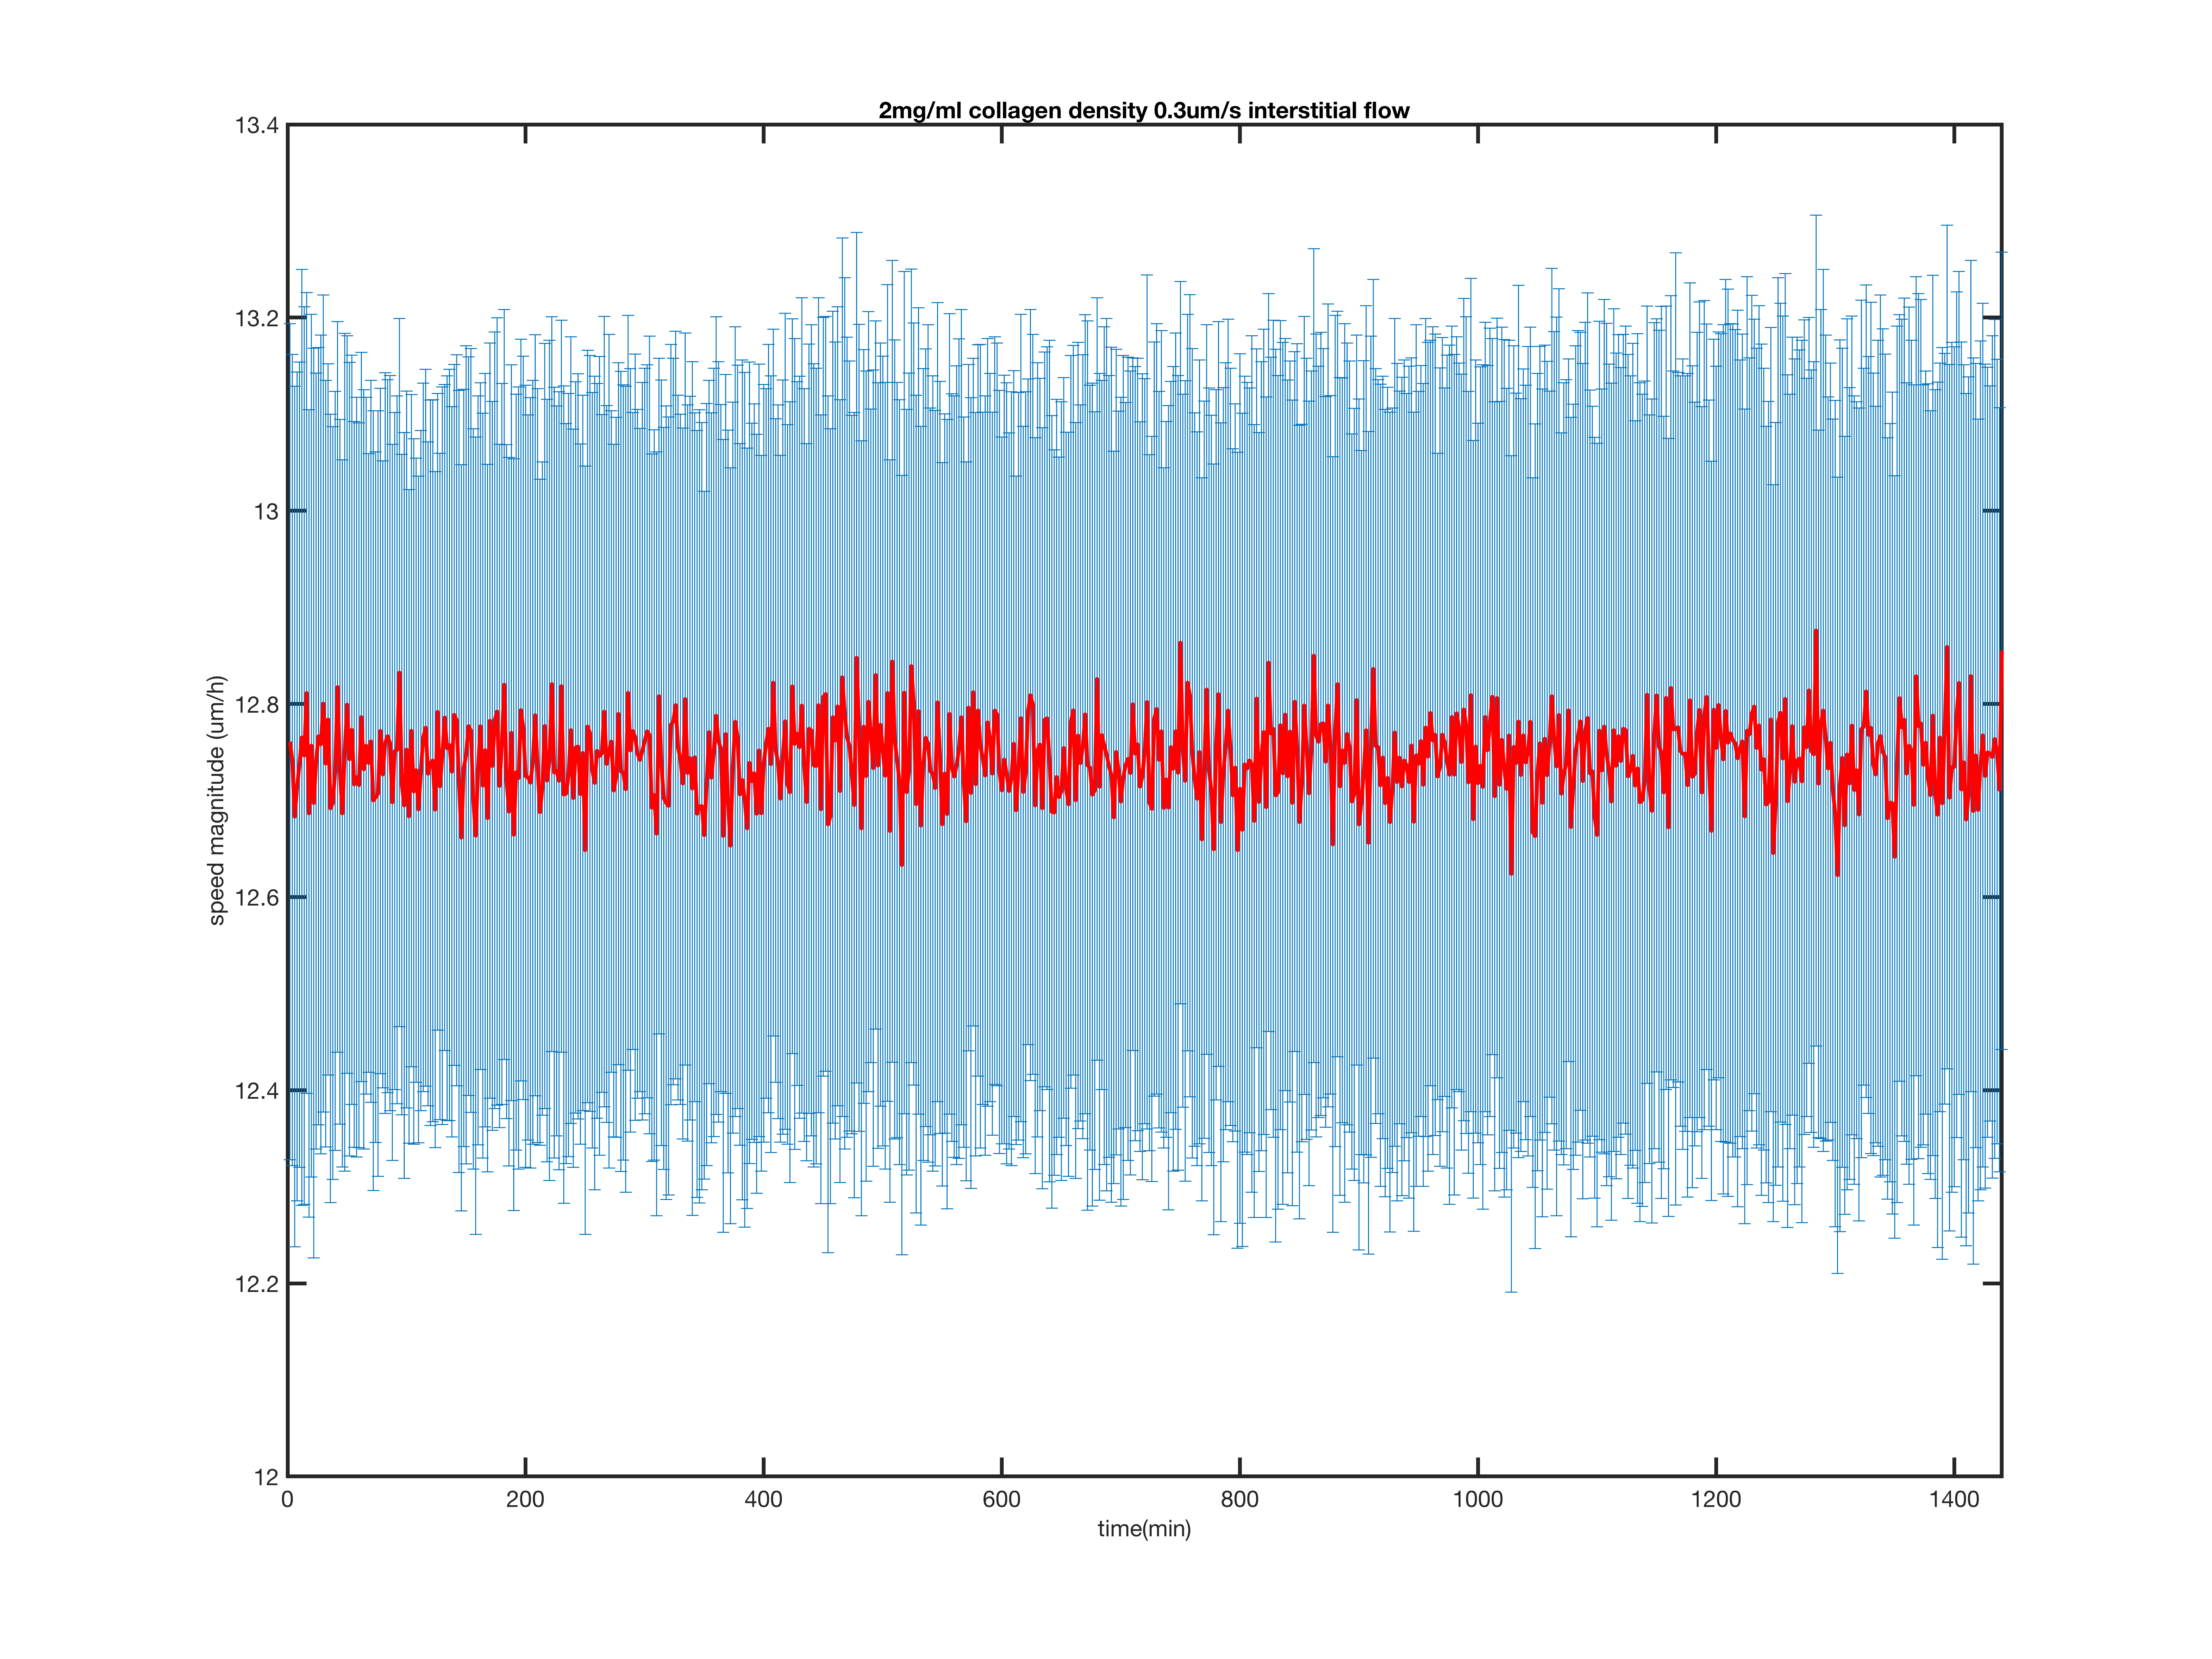 2mg/ml collagen density 0.3um/s interstitial flow
13.4
13.2
13
12.8
12.6
12.4
12.2
12
speed magnitude (um/h)
0 200 400 600 800 1000 1200 1400
time(min)